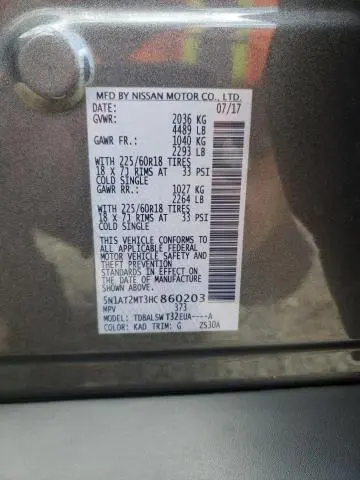 MFD BY NISSAN MOTOR CO., LTD.
DATE: 07/17
GVWR: 2036 KG
4489 LB
GAWR FR.: 1040 KG
2293 LB
WITH 225/60R18 TIRES
18 X 7J RIMS AT 33 PSI
COLD SINGLE
GAWR RR.: 1027 KG
2264 LB
WITH 225/60R18 TIRES
18 X 7J RIMS AT 33 PSI
COLD SINGLE
THIS VEHICLE CONFORMS TO
ALL APPLICABLE FEDERAL
MOTOR VEHICLE SAFETY AND
THEFT PREVENTION
STANDARDS IN EFFECT ON
THE DATE OF MANUFACTURE
SHOWN ABOVE.
5N1AT2MT3HC860203
MPV 373
MODEL: TDBALSW T32EUA----A
COLOR: KAD TRIM: G ZS30A